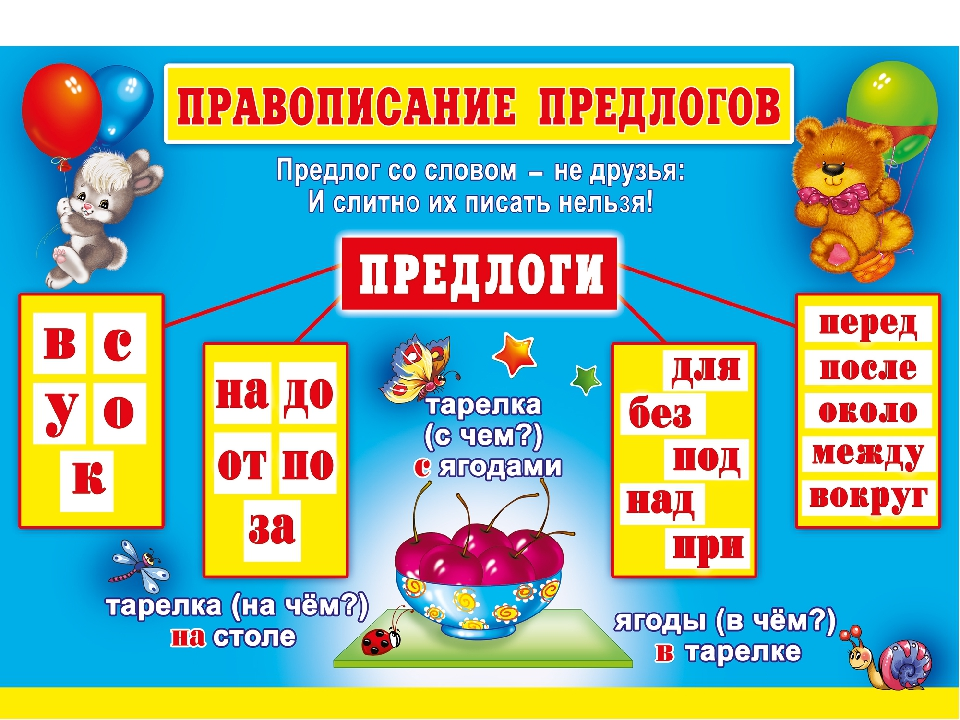 ПРАВОПИСАНИЕ ПРЕДЛОГОВ
Предлог со словом – не друзья:
И слитно их писать нельзя!
ПРЕДЛОГИ
в с
у о
к
на до
от по
за
тарелка
(с чем?)
с ягодами
для
без
под
над
при
перед
после
около
между
вокруг
тарелка (на чём?)
на столе
ягоды (в чём?)
в тарелке